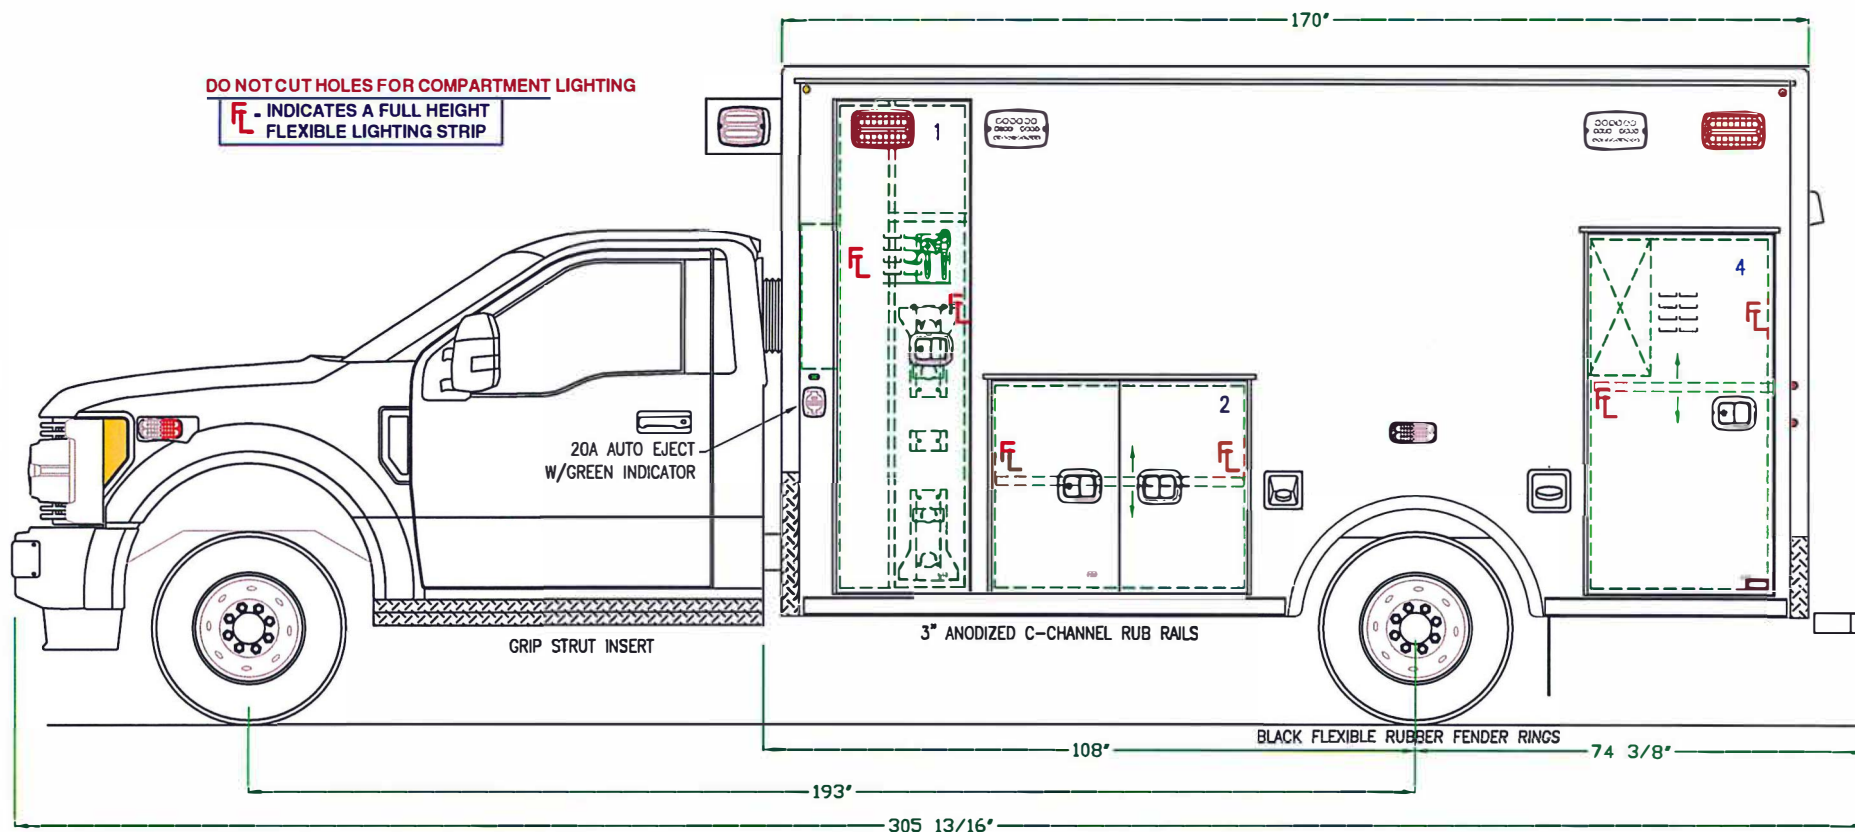 170"
DO NOT CUT HOLES FOR COMPARTMENT LIGHTING
FL - INDICATES A FULL HEIGHT
FLEXIBLE LIGHTING STRIP
1
4
FL
FL
FL
FL
2
FL
FL
20A AUTO EJECT
W/GREEN INDICATOR
GRIP STRUT INSERT
3" ANODIZED C-CHANNEL RUB RAILS
BLACK FLEXIBLE RUBBER FENDER RINGS
108"
74 3/8"
193"
305 13/16"